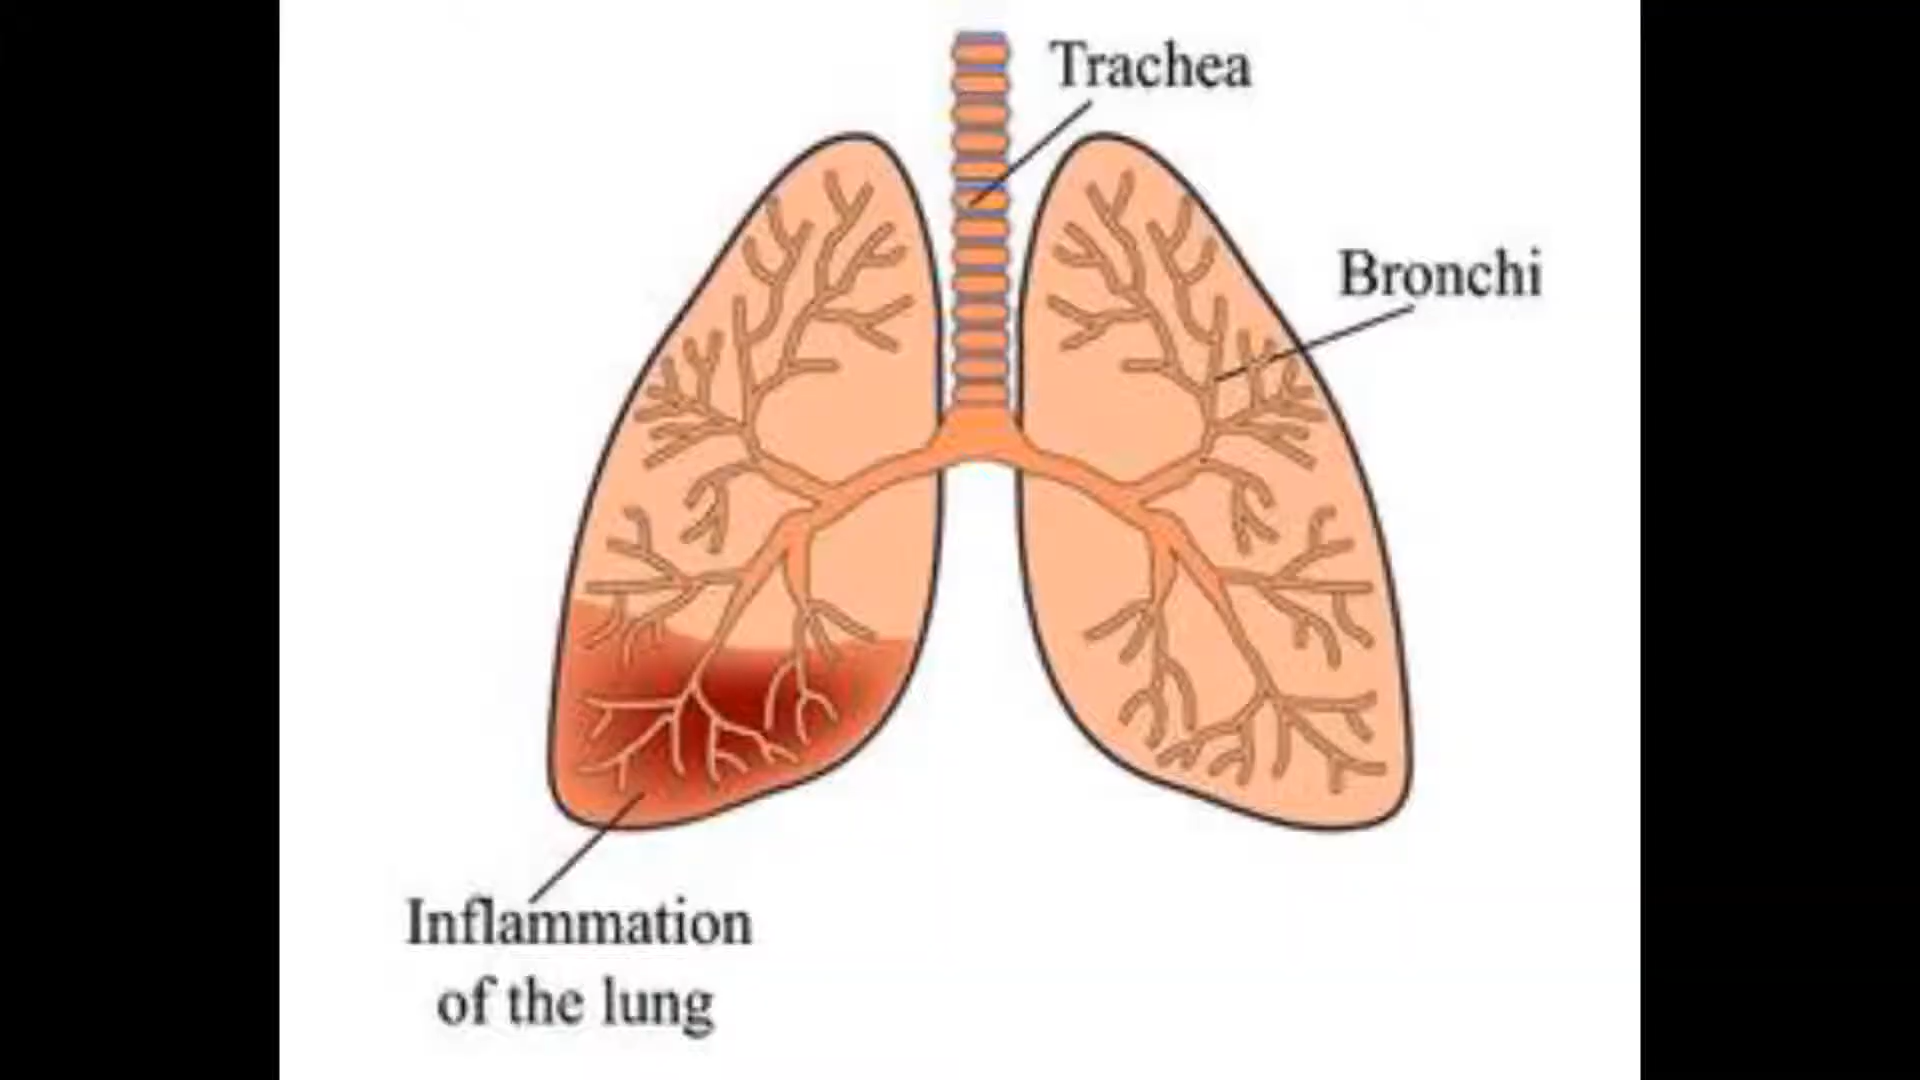 Trachea
Bronchi
Inflammation
of the lung